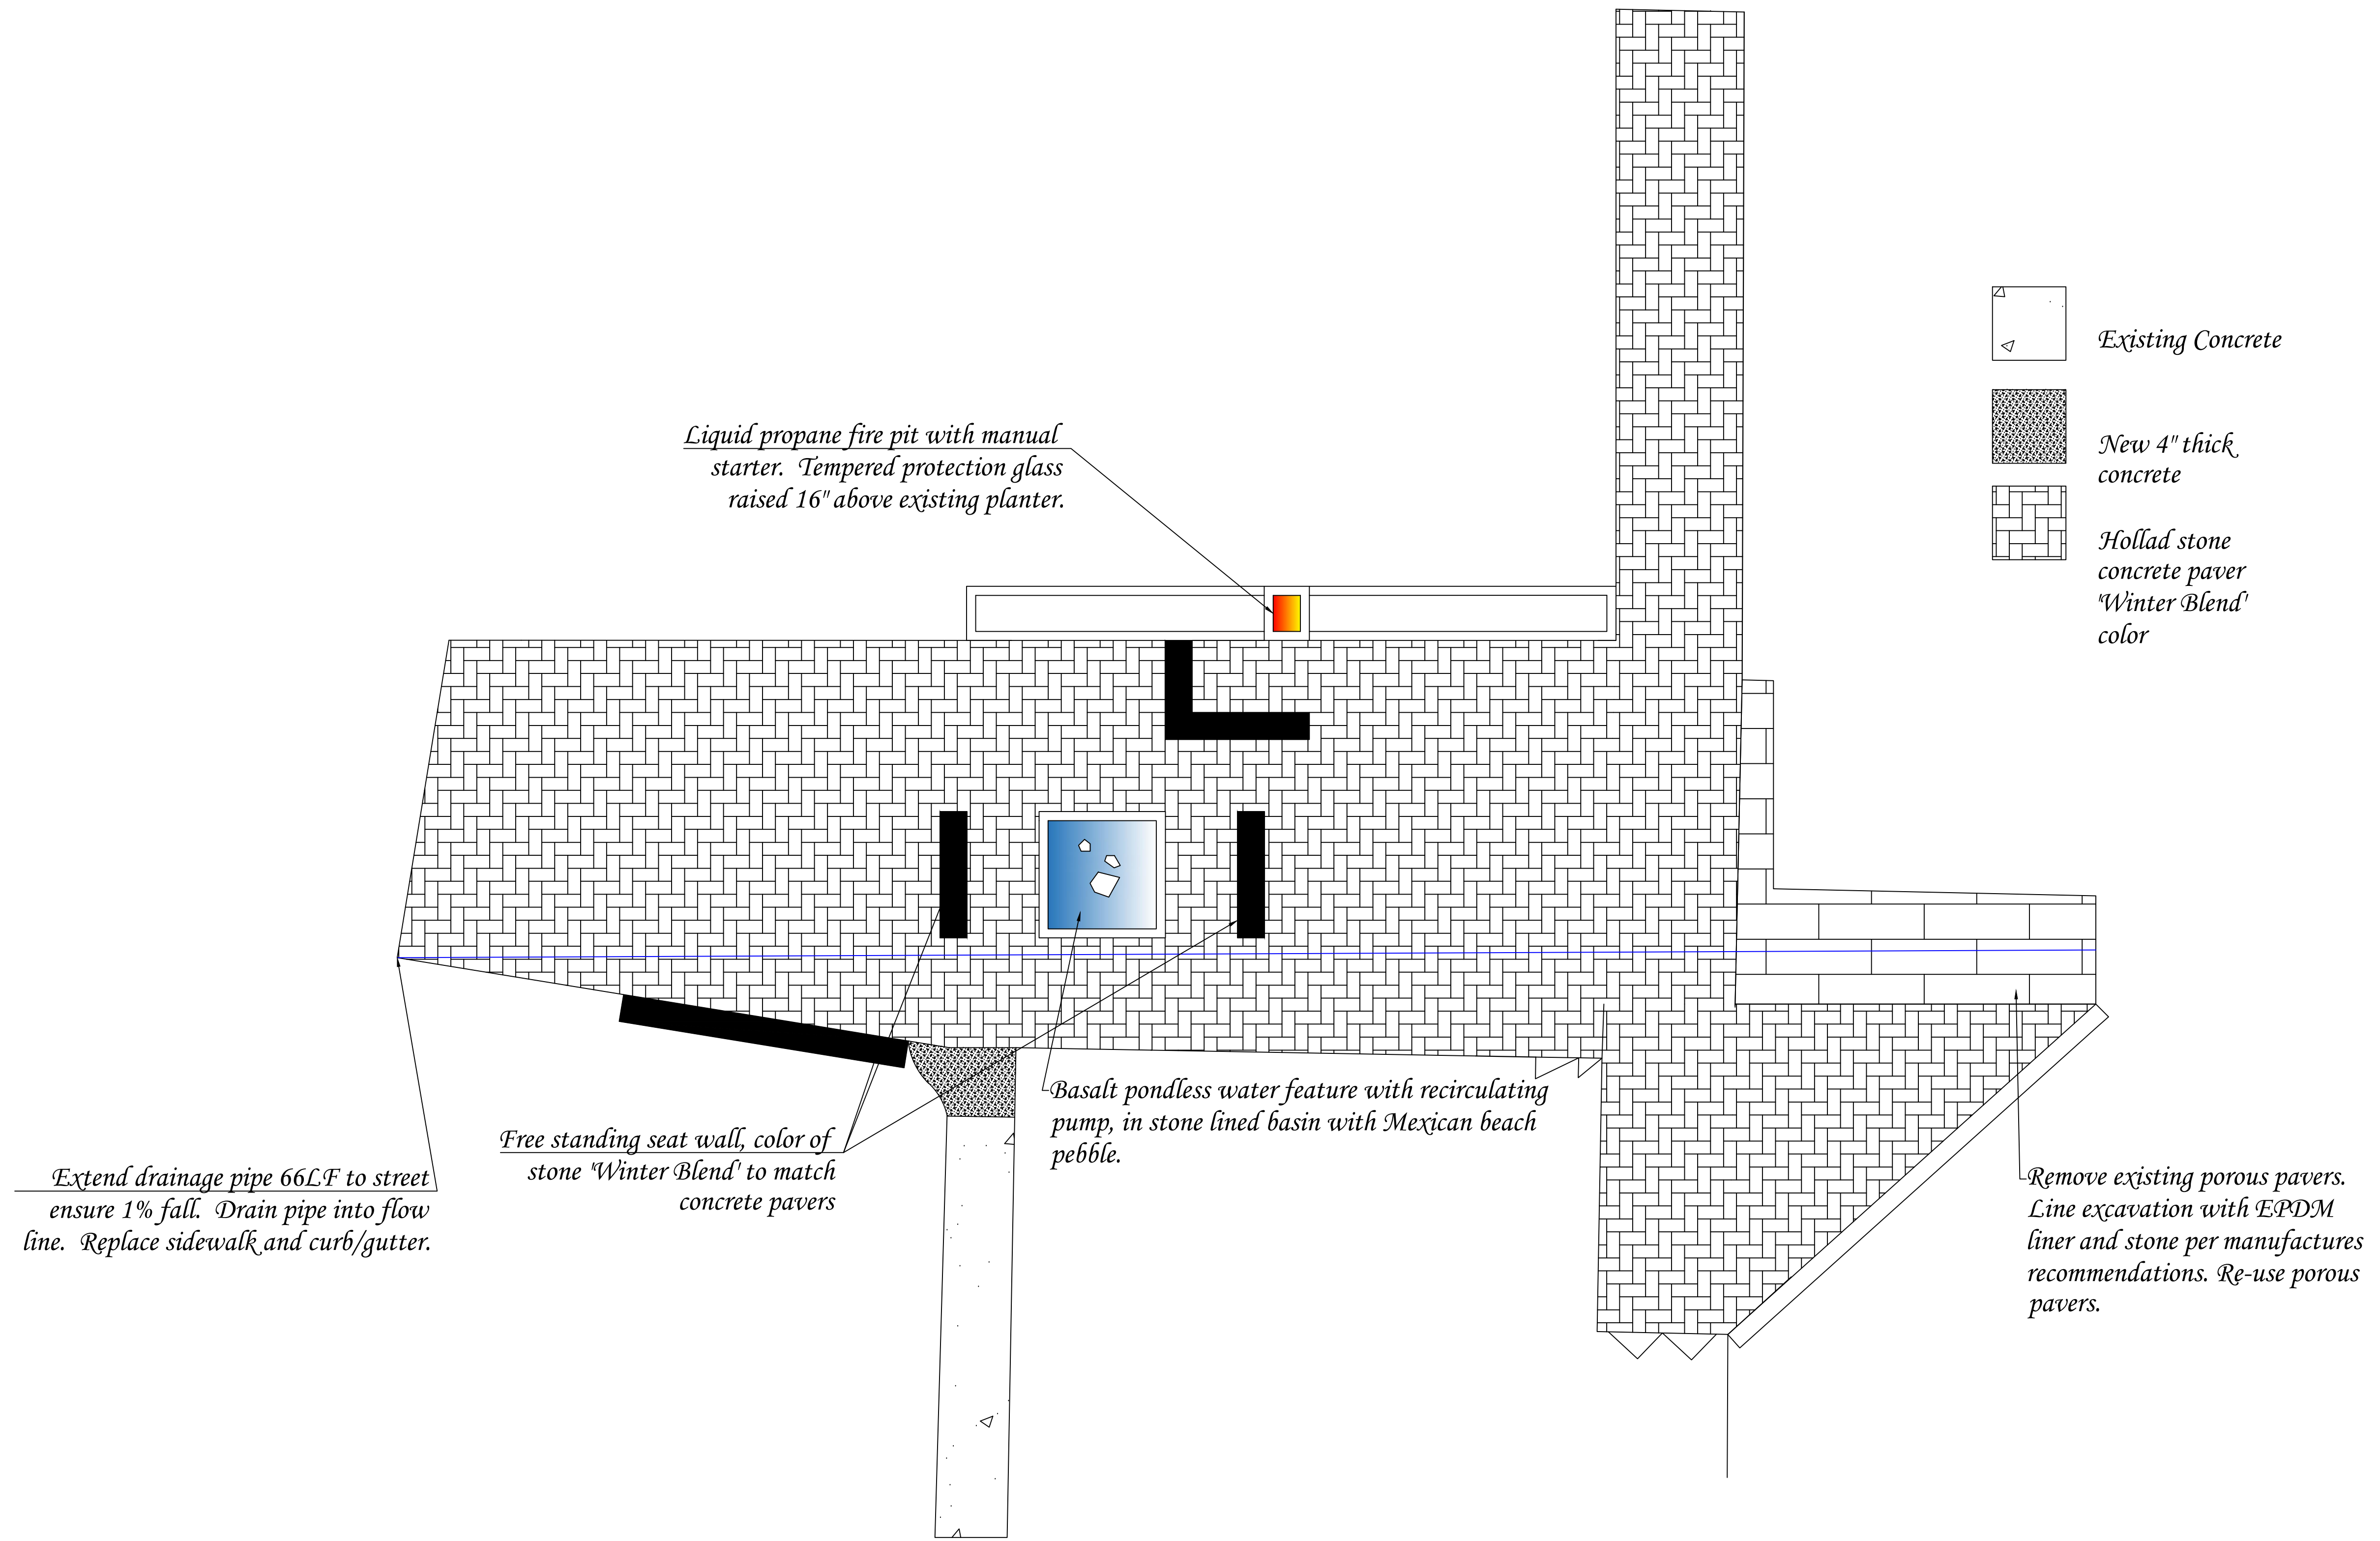 Existing Concrete
New 4" thick
concrete
Hollad stone
concrete paver
'Winter Blend'
color
Liquid propane fire pit with manual
starter.  Tempered protection glass
raised 16" above existing planter.
Basalt pondless water feature with recirculating
pump, in stone lined basin with Mexican beach
pebble.
Free standing seat wall, color of
stone 'Winter Blend' to match
concrete pavers
Extend drainage pipe 66LF to street
ensure 1% fall.  Drain pipe into flow
line.  Replace sidewalk and curb/gutter.
Remove existing porous pavers.
Line excavation with EPDM
liner and stone per manufactures
recommendations. Re-use porous
pavers.